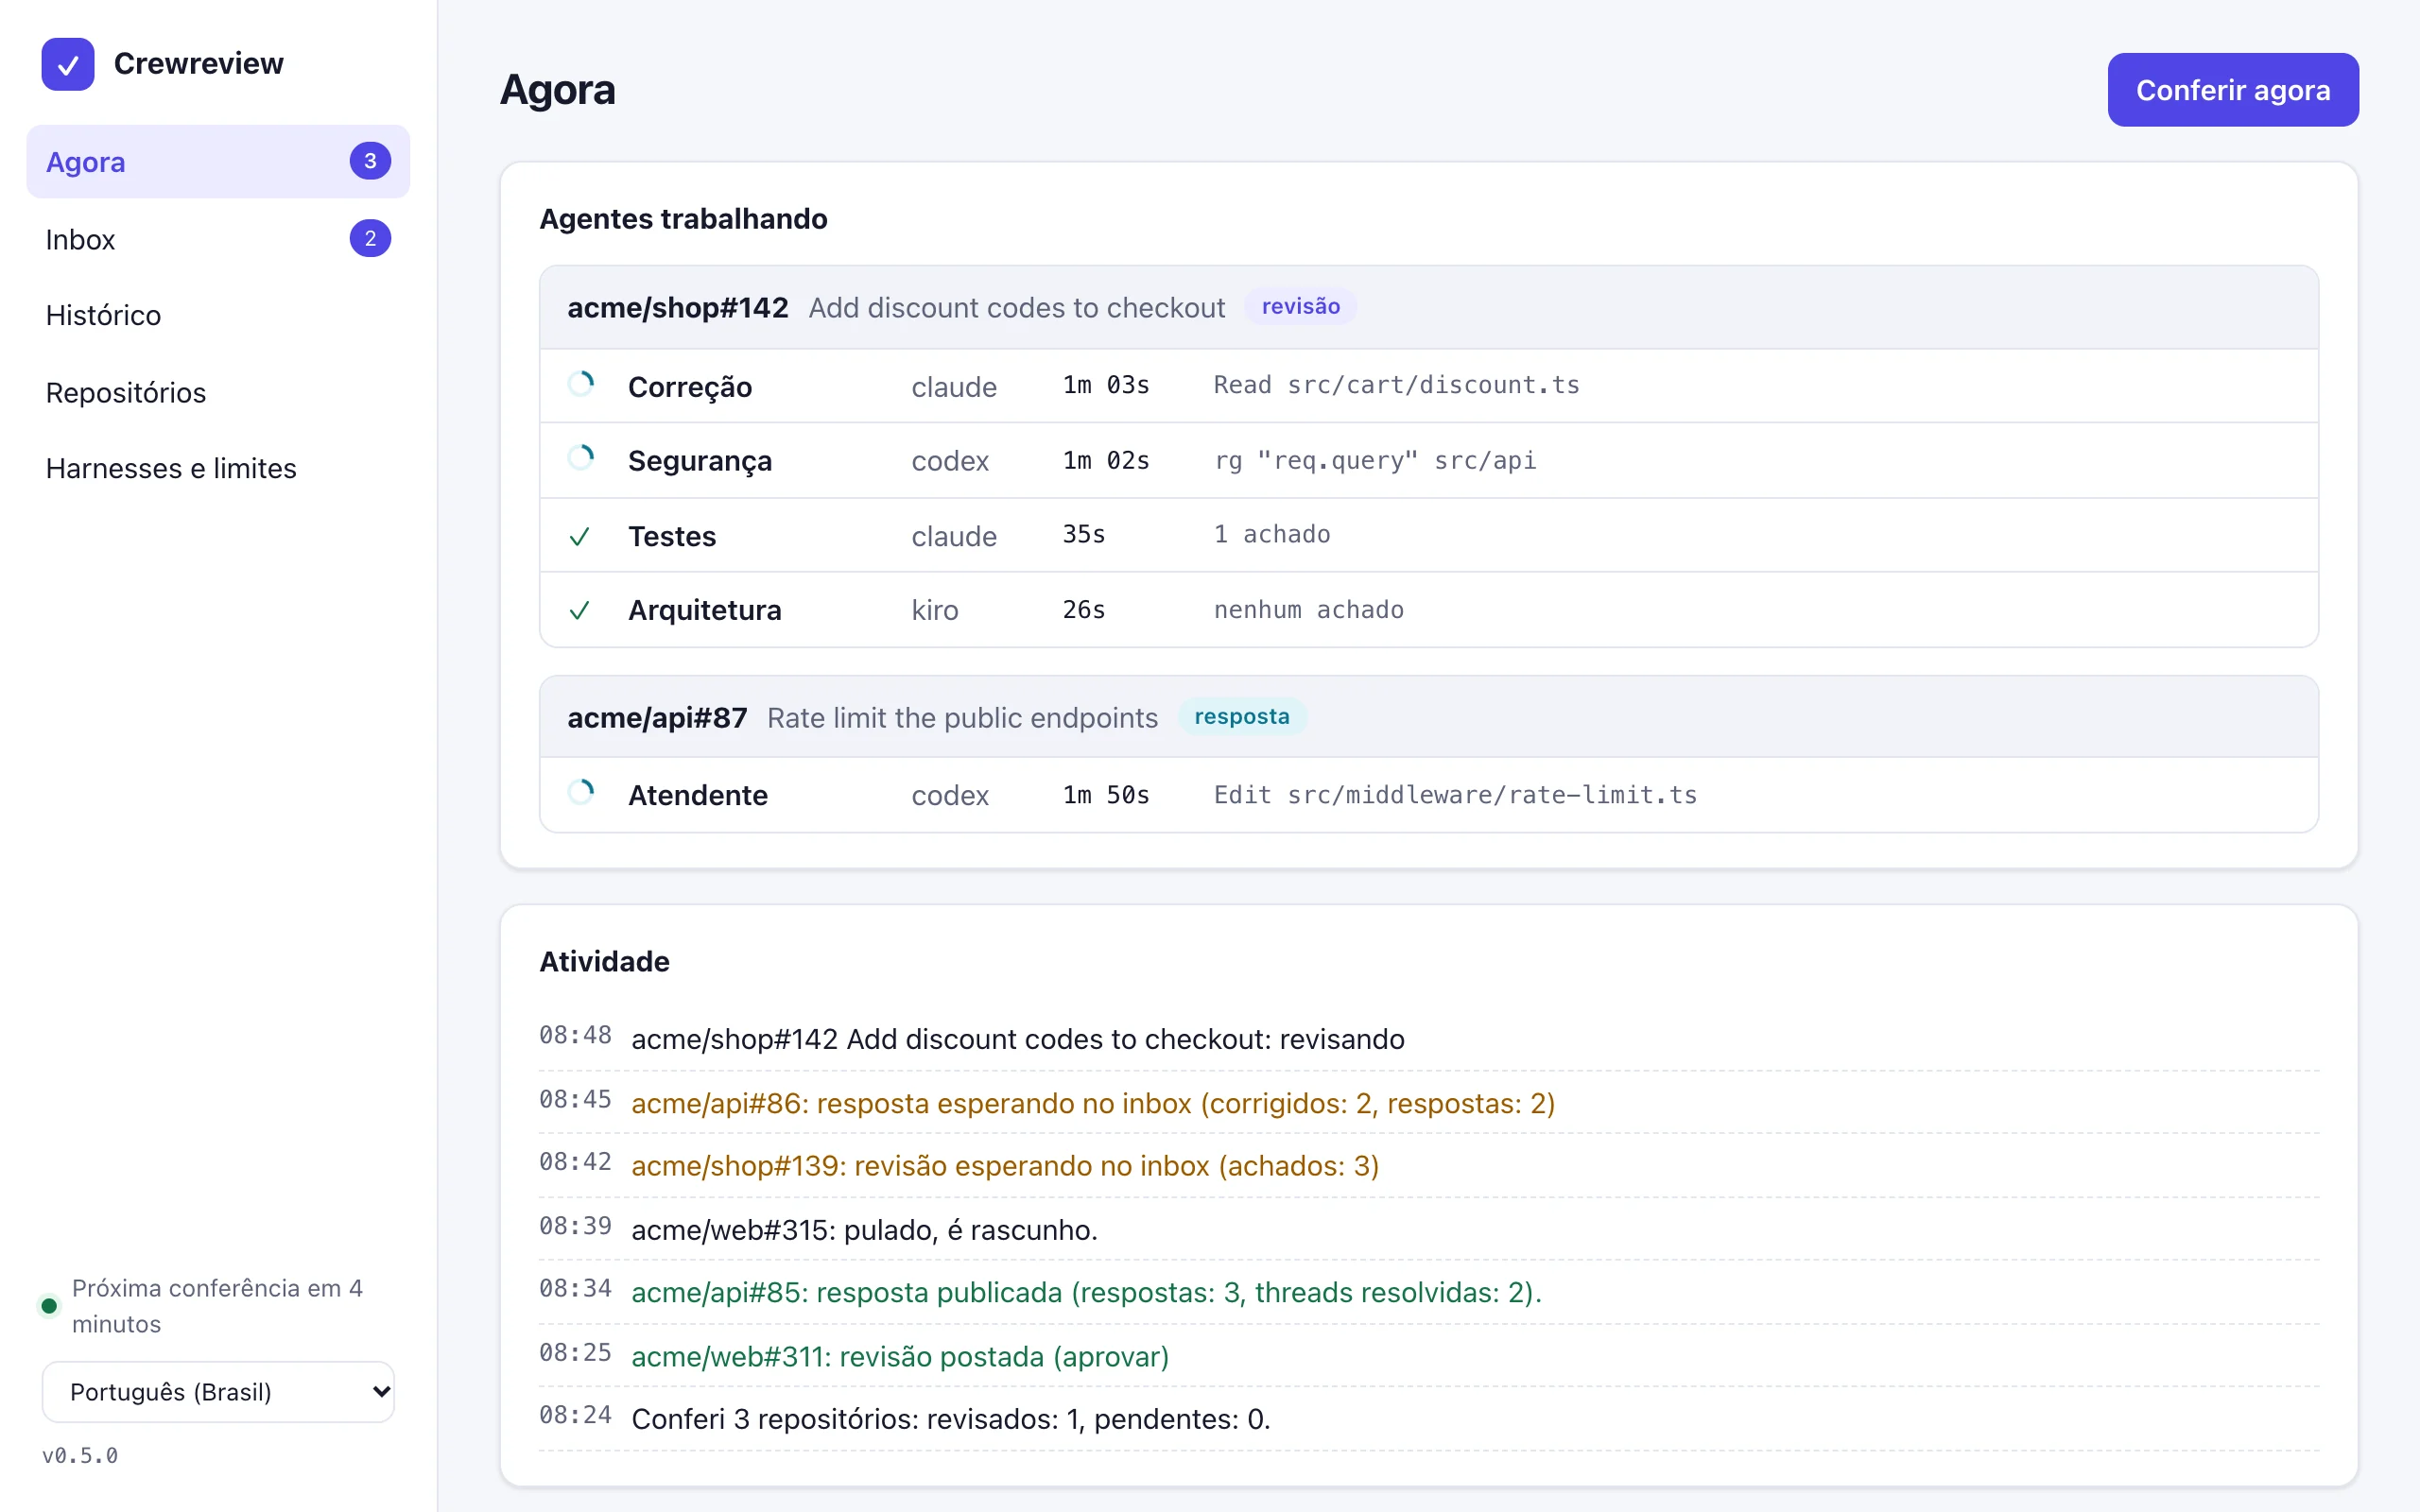 Crewreview
Agora 3
Inbox 2
Histórico
Repositórios
Harnesses e limites
Próxima conferência em 4
minutos
Português (Brasil)
v0.5.0
Agora
Conferir agora
Agentes trabalhando
acme/shop#142 Add discount codes to checkout revisão
Correção claude 1m 03s Read src/cart/discount.ts
Segurança codex 1m 02s rg "req.query" src/api
Testes claude 35s 1 achado
Arquitetura kiro 26s nenhum achado
acme/api#87 Rate limit the public endpoints resposta
Atendente codex 1m 50s Edit src/middleware/rate-limit.ts
Atividade
08:48 acme/shop#142 Add discount codes to checkout: revisando
08:45 acme/api#86: resposta esperando no inbox (corrigidos: 2, respostas: 2)
08:42 acme/shop#139: revisão esperando no inbox (achados: 3)
08:39 acme/web#315: pulado, é rascunho.
08:34 acme/api#85: resposta publicada (respostas: 3, threads resolvidas: 2).
08:25 acme/web#311: revisão postada (aprovar)
08:24 Conferi 3 repositórios: revisados: 1, pendentes: 0.